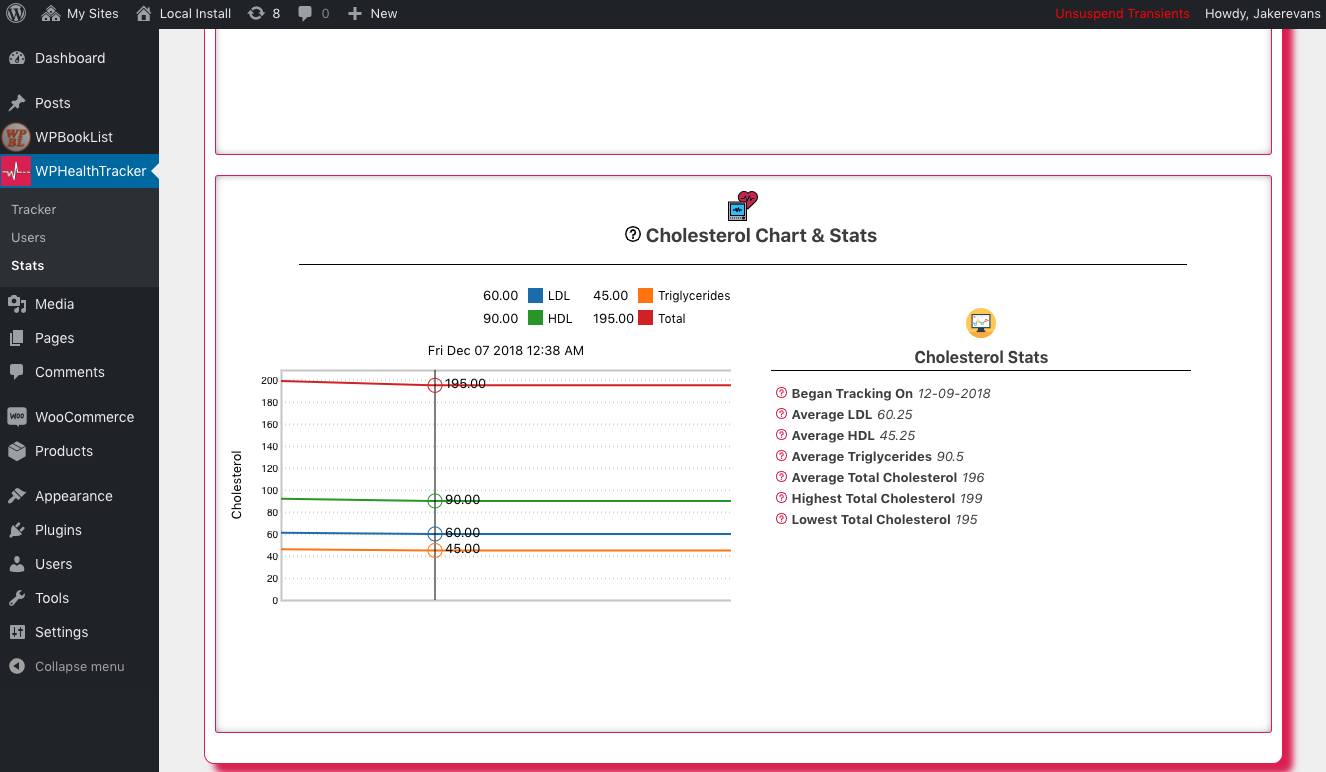 My Sites Local Install 8 0 New Unsuspend Transients Howdy, Jakerevans
Dashboard
Posts
WPBookList
WPHealthTracker
Tracker
Users
Stats
Media
Pages
Comments
WooCommerce
Products
Appearance
Plugins
Users
Tools
Settings
Collapse menu
Cholesterol Chart & Stats
60.00 LDL 45.00 Triglycerides
90.00 HDL 195.00 Total
Fri Dec 07 2018 12:38 AM
Cholesterol
200
180
160
140
120
100
80
60
40
20
0
195.00
90.00
60.00
45.00
Cholesterol Stats
Began Tracking On 12-09-2018
Average LDL 60.25
Average HDL 45.25
Average Triglycerides 90.5
Average Total Cholesterol 196
Highest Total Cholesterol 199
Lowest Total Cholesterol 195
WP
BL
Woo